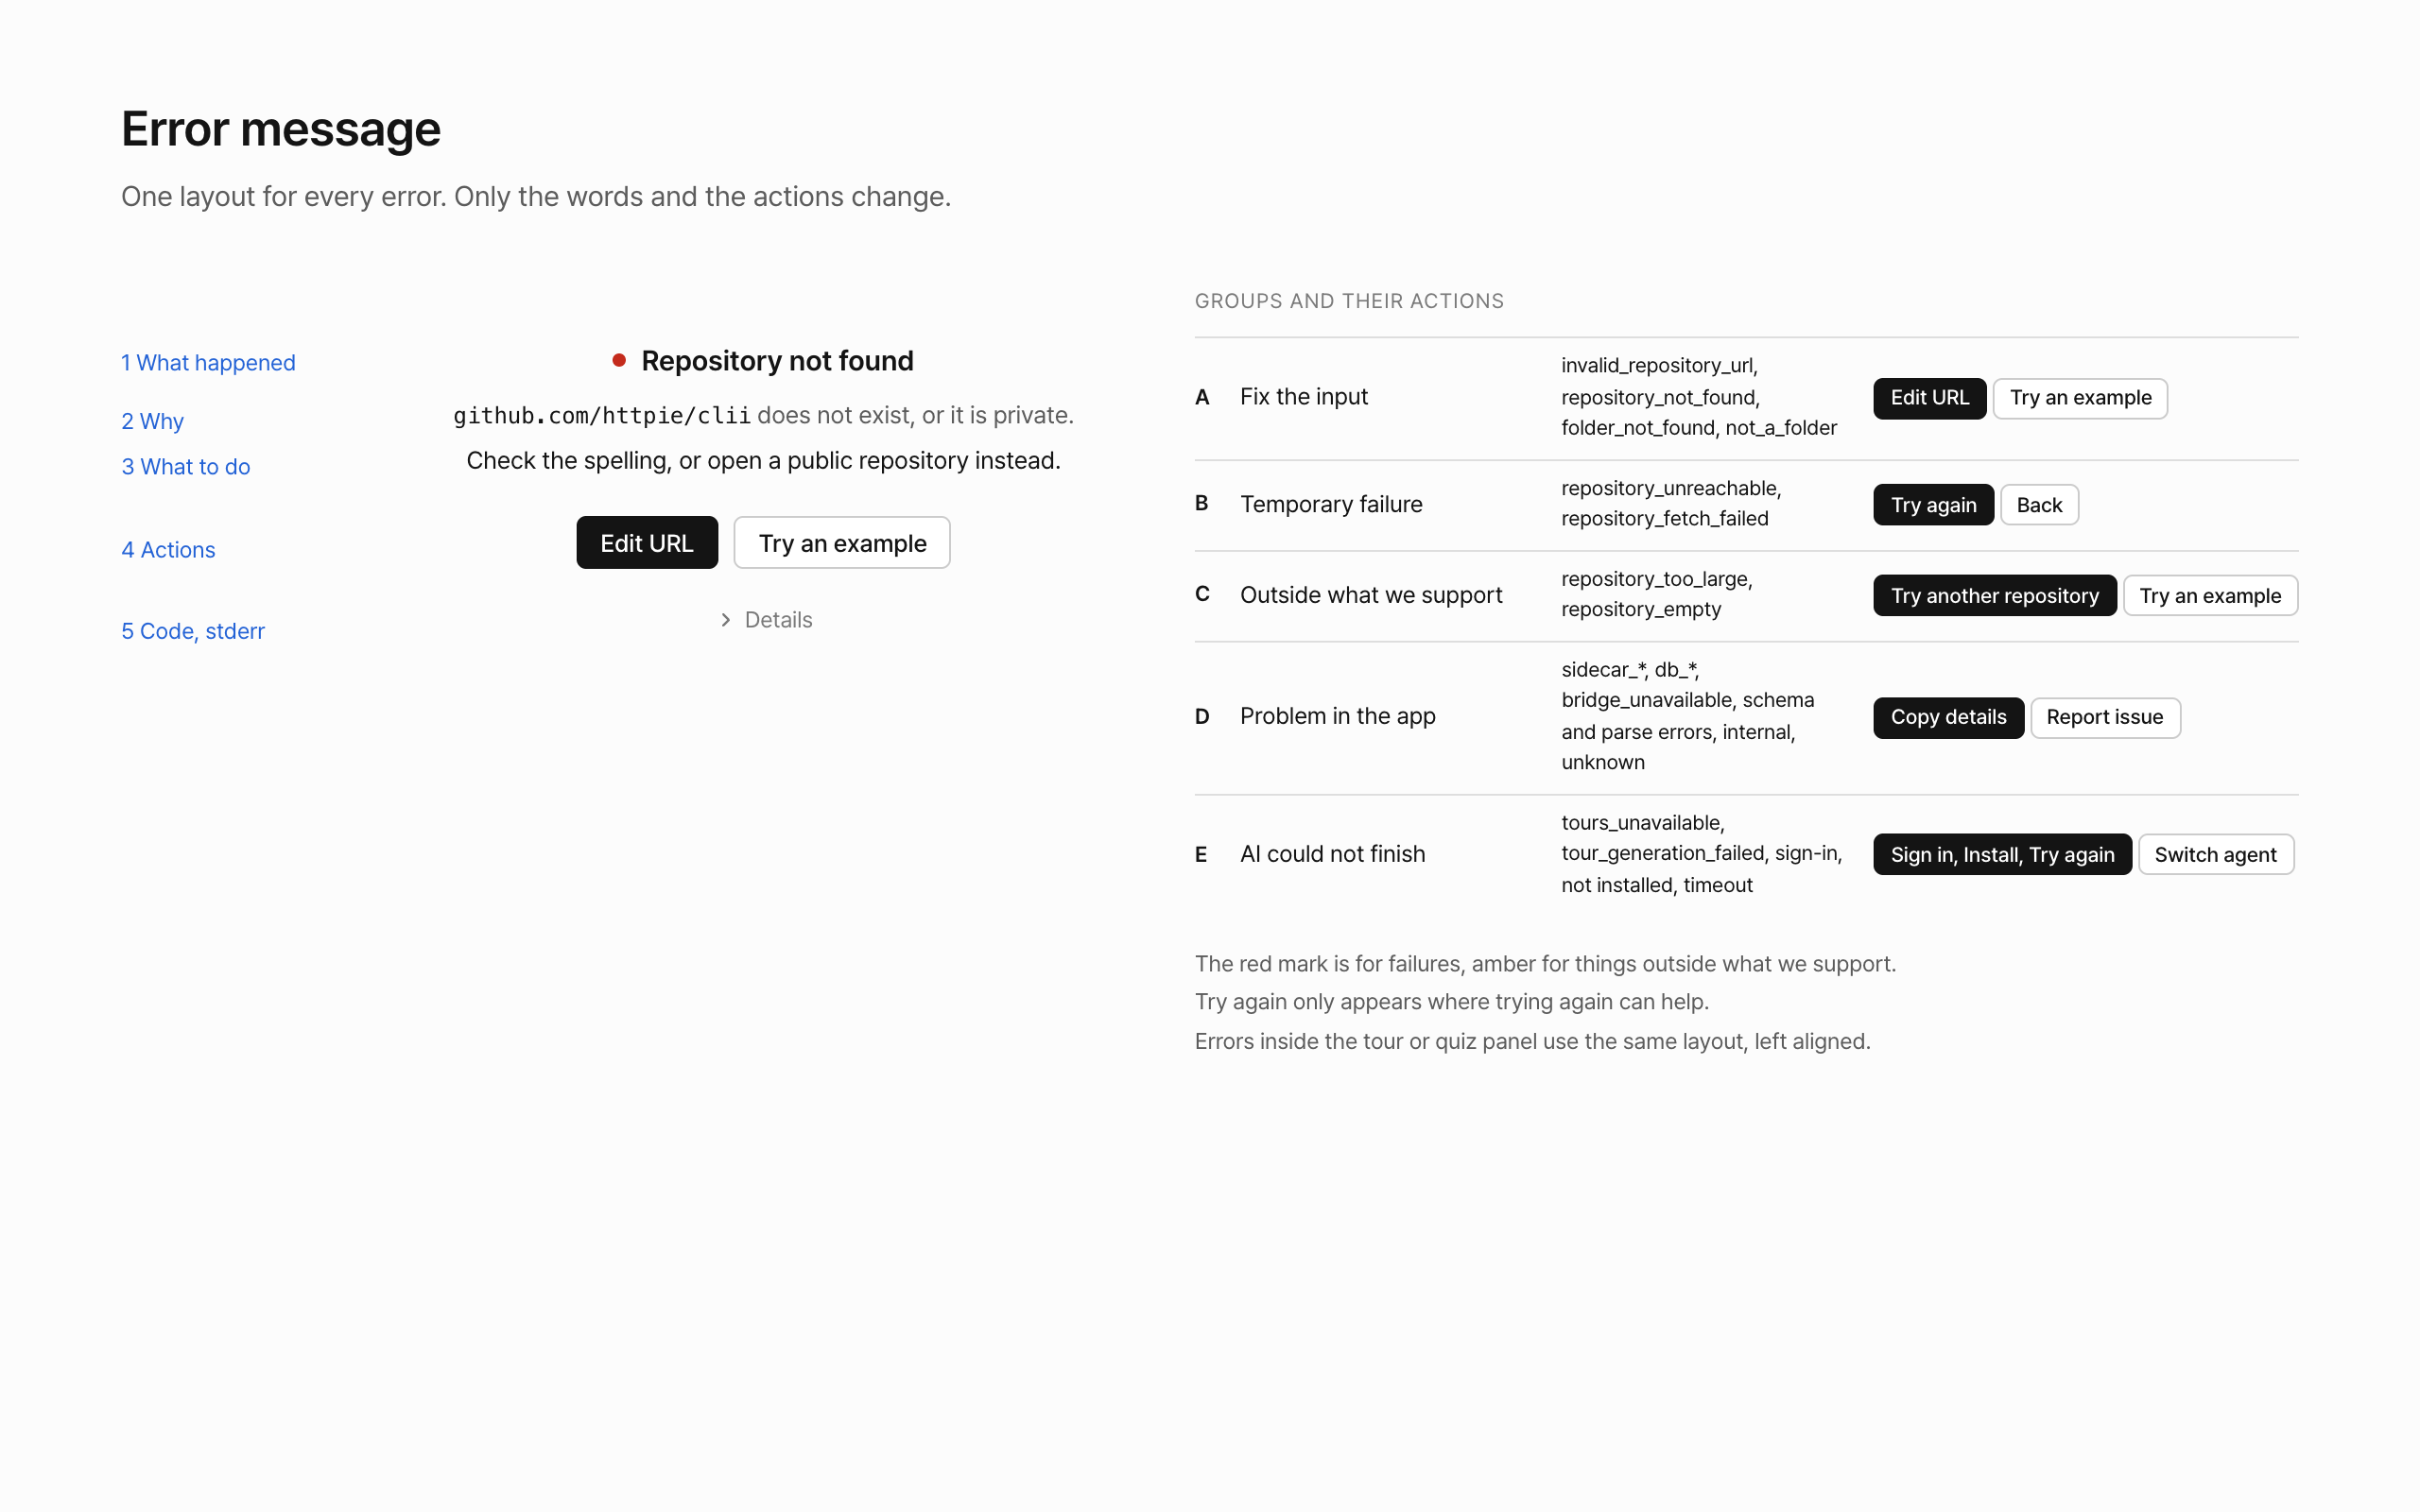 Error message
One layout for every error. Only the words and the actions change.
1 What happened
2 Why
3 What to do
4 Actions
5 Code, stderr
Repository not found
github.com/httpie/clii does not exist, or it is private.
Check the spelling, or open a public repository instead.
Edit URL
Try an example
Details
GROUPS AND THEIR ACTIONS
A
Fix the input
invalid_repository_url,
repository_not_found,
folder_not_found, not_a_folder
Edit URL
Try an example
B
Temporary failure
repository_unreachable,
repository_fetch_failed
Try again
Back
C
Outside what we support
repository_too_large,
repository_empty
Try another repository
Try an example
D
Problem in the app
sidecar_*, db_*,
bridge_unavailable, schema
and parse errors, internal,
unknown
Copy details
Report issue
E
AI could not finish
tours_unavailable,
tour_generation_failed, sign-in,
not installed, timeout
Sign in, Install, Try again
Switch agent
The red mark is for failures, amber for things outside what we support.
Try again only appears where trying again can help.
Errors inside the tour or quiz panel use the same layout, left aligned.